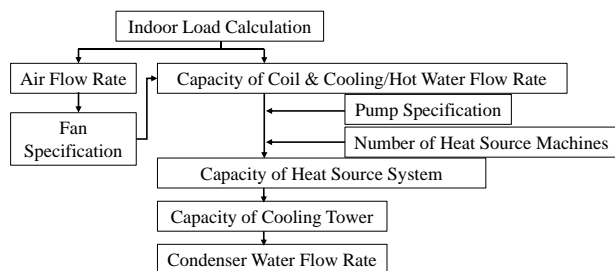 Indoor Load Calculation
Air Flow Rate
Capacity of Coil & Cooling/Hot Water Flow Rate
Pump Specification
Fan
Specification
Number of Heat Source Machines
Capacity of Heat Source System
Capacity of Cooling Tower
Condenser Water Flow Rate